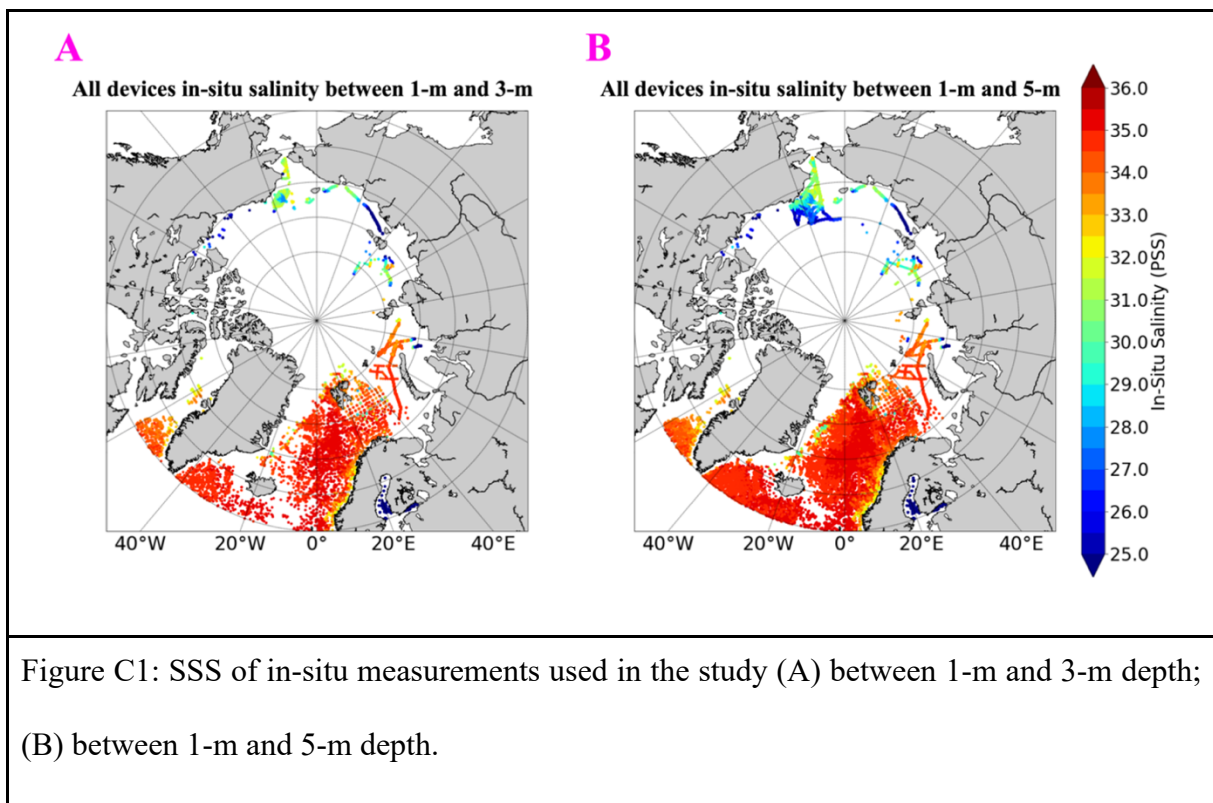 A
B
All devices in-situ salinity between 1-m and 3-m
All devices in-situ salinity between 1-m and 5-m
36.0
35.0
34.0
33.0
32.0
31.0
30.0
29.0
28.0
27.0
26.0
25.0
In-Situ Salinity (PSS)
40°W 20°W 0° 20°E 40°E
40°W 20°W 0° 20°E 40°E
Figure C1: SSS of in-situ measurements used in the study (A) between 1-m and 3-m depth;
(B) between 1-m and 5-m depth.